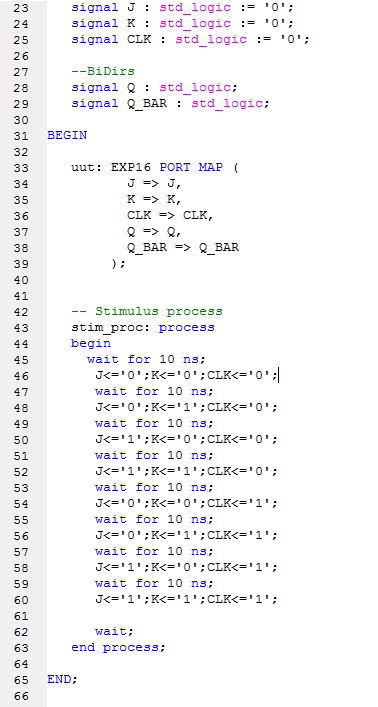 23 signal J : std_logic := '0';
24 signal K : std_logic := '0';
25 signal CLK : std_logic := '0';
26
27 --BiDirs
28 signal Q : std_logic;
29 signal Q_BAR : std_logic;
30
31 BEGIN
32
33 uut: EXP16 PORT MAP (
34 J => J,
35 K => K,
36 CLK => CLK,
37 Q => Q,
38 Q_BAR => Q_BAR
39 );
40
41
42 -- Stimulus process
43 stim_proc: process
44 begin
45 wait for 10 ns;
46 J<='0';K<='0';CLK<='0';
47 wait for 10 ns;
48 J<='0';K<='1';CLK<='0';
49 wait for 10 ns;
50 J<='1';K<='0';CLK<='0';
51 wait for 10 ns;
52 J<='1';K<='1';CLK<='0';
53 wait for 10 ns;
54 J<='0';K<='0';CLK<='1';
55 wait for 10 ns;
56 J<='0';K<='1';CLK<='1';
57 wait for 10 ns;
58 J<='1';K<='0';CLK<='1';
59 wait for 10 ns;
60 J<='1';K<='1';CLK<='1';
61
62 wait;
63 end process;
64
65 END;
66